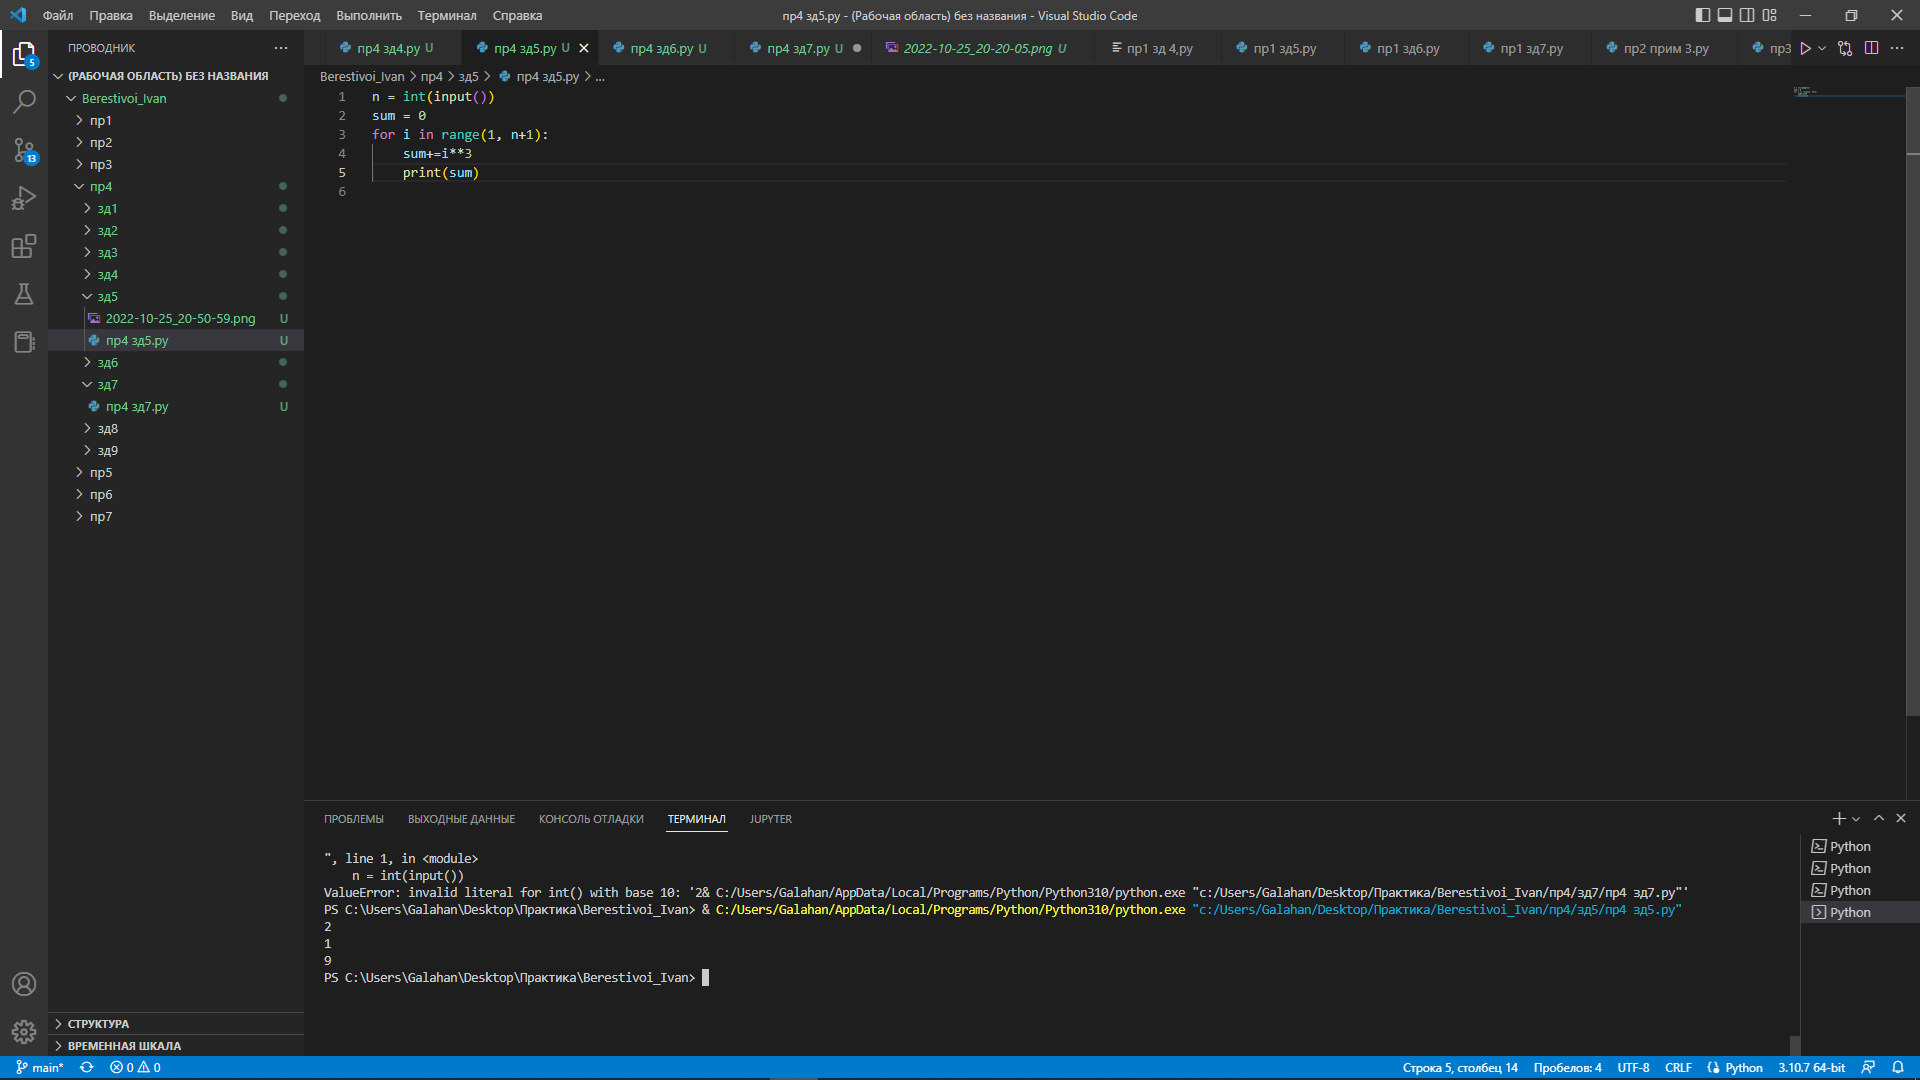 Файл Правка Выделение Вид Переход Выполнить Терминал Справка
пр4 зд5.py - (Рабочая область) без названия - Visual Studio Code
ПРОВОДНИК
пр4 зд4.py U
пр4 зд5.py U
пр4 зд6.py U
пр4 зд7.py U
2022-10-25_20-20-05.png U
пр1 зд 4,py
пр1 зд5.py
пр1 зд6.py
пр1 зд7.py
пр2 прим 3.py
пр3
5
13
(РАБОЧАЯ ОБЛАСТЬ) БЕЗ НАЗВАНИЯ
Berestivoi_Ivan
пр1
пр2
пр3
пр4
зд1
зд2
зд3
зд4
зд5
2022-10-25_20-50-59.png U
пр4 зд5.py U
зд6
зд7
пр4 зд7.py U
зд8
зд9
пр5
пр6
пр7
СТРУКТУРА
ВРЕМЕННАЯ ШКАЛА
Berestivoi_Ivan > пр4 > зд5 > пр4 зд5.py > ...
1 n = int(input())
2 sum = 0
3 for i in range(1, n+1):
4 sum+=i**3
5 print(sum)
6
ПРОБЛЕМЫ ВЫХОДНЫЕ ДАННЫЕ КОНСОЛЬ ОТЛАДКИ ТЕРМИНАЛ JUPYTER
", line 1, in <module>
n = int(input())
ValueError: invalid literal for int() with base 10: '2& C:/Users/Galahan/AppData/Local/Programs/Python/Python310/python.exe "c:/Users/Galahan/Desktop/Практика/Berestivoi_Ivan/пр4/зд7/пр4 зд7.py"'
PS C:\Users\Galahan\Desktop\Практика\Berestivoi_Ivan> & C:/Users/Galahan/AppData/Local/Programs/Python/Python310/python.exe "c:/Users/Galahan/Desktop/Практика/Berestivoi_Ivan/пр4/зд5/пр4 зд5.py"
2
1
9
PS C:\Users\Galahan\Desktop\Практика\Berestivoi_Ivan>
Python
Python
Python
Python
main* 0 0
Строка 5, столбец 14 Пробелов: 4 UTF-8 CRLF Python 3.10.7 64-bit